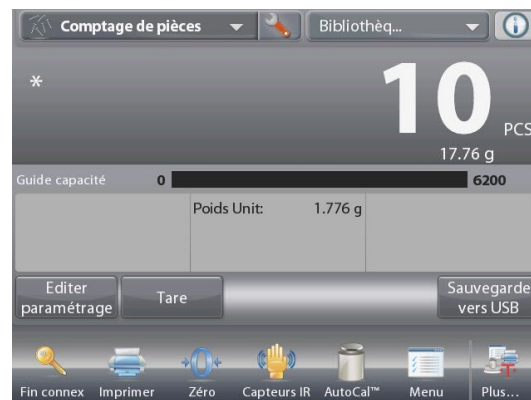 Comptage de pièces
Bibliothèq...
*
10 PCS
17.76 g
Guide capacité 0 6200
Poids Unit: 1.776 g
Editer paramétrage
Tare
Sauvegarde vers USB
Fin connex Imprimer Zéro Capteurs IR AutoCal™ Menu Plus...